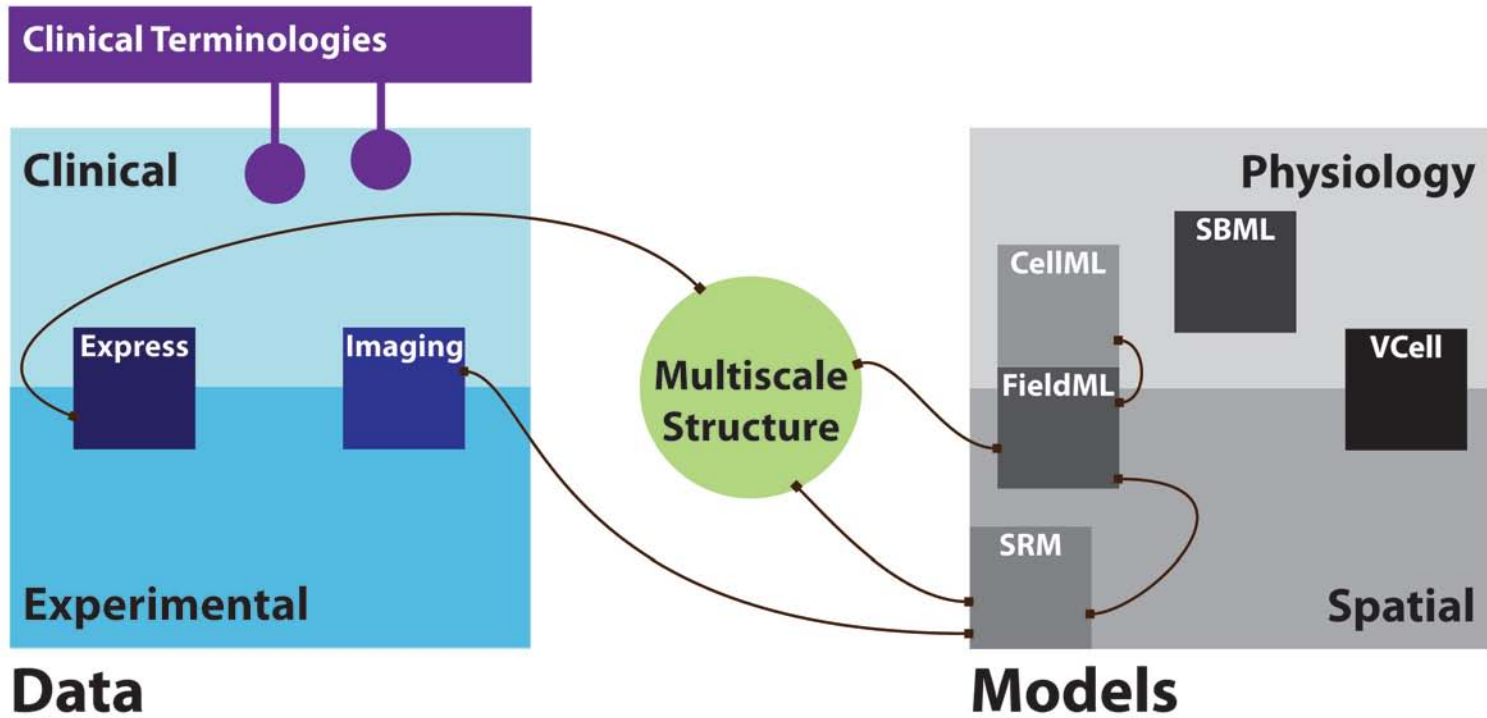 Clinical Terminologies
Clinical
Express
Imaging
Experimental
Data
Multiscale
Structure
Physiology
SBML
CellML
VCell
FieldML
SRM
Spatial
Models